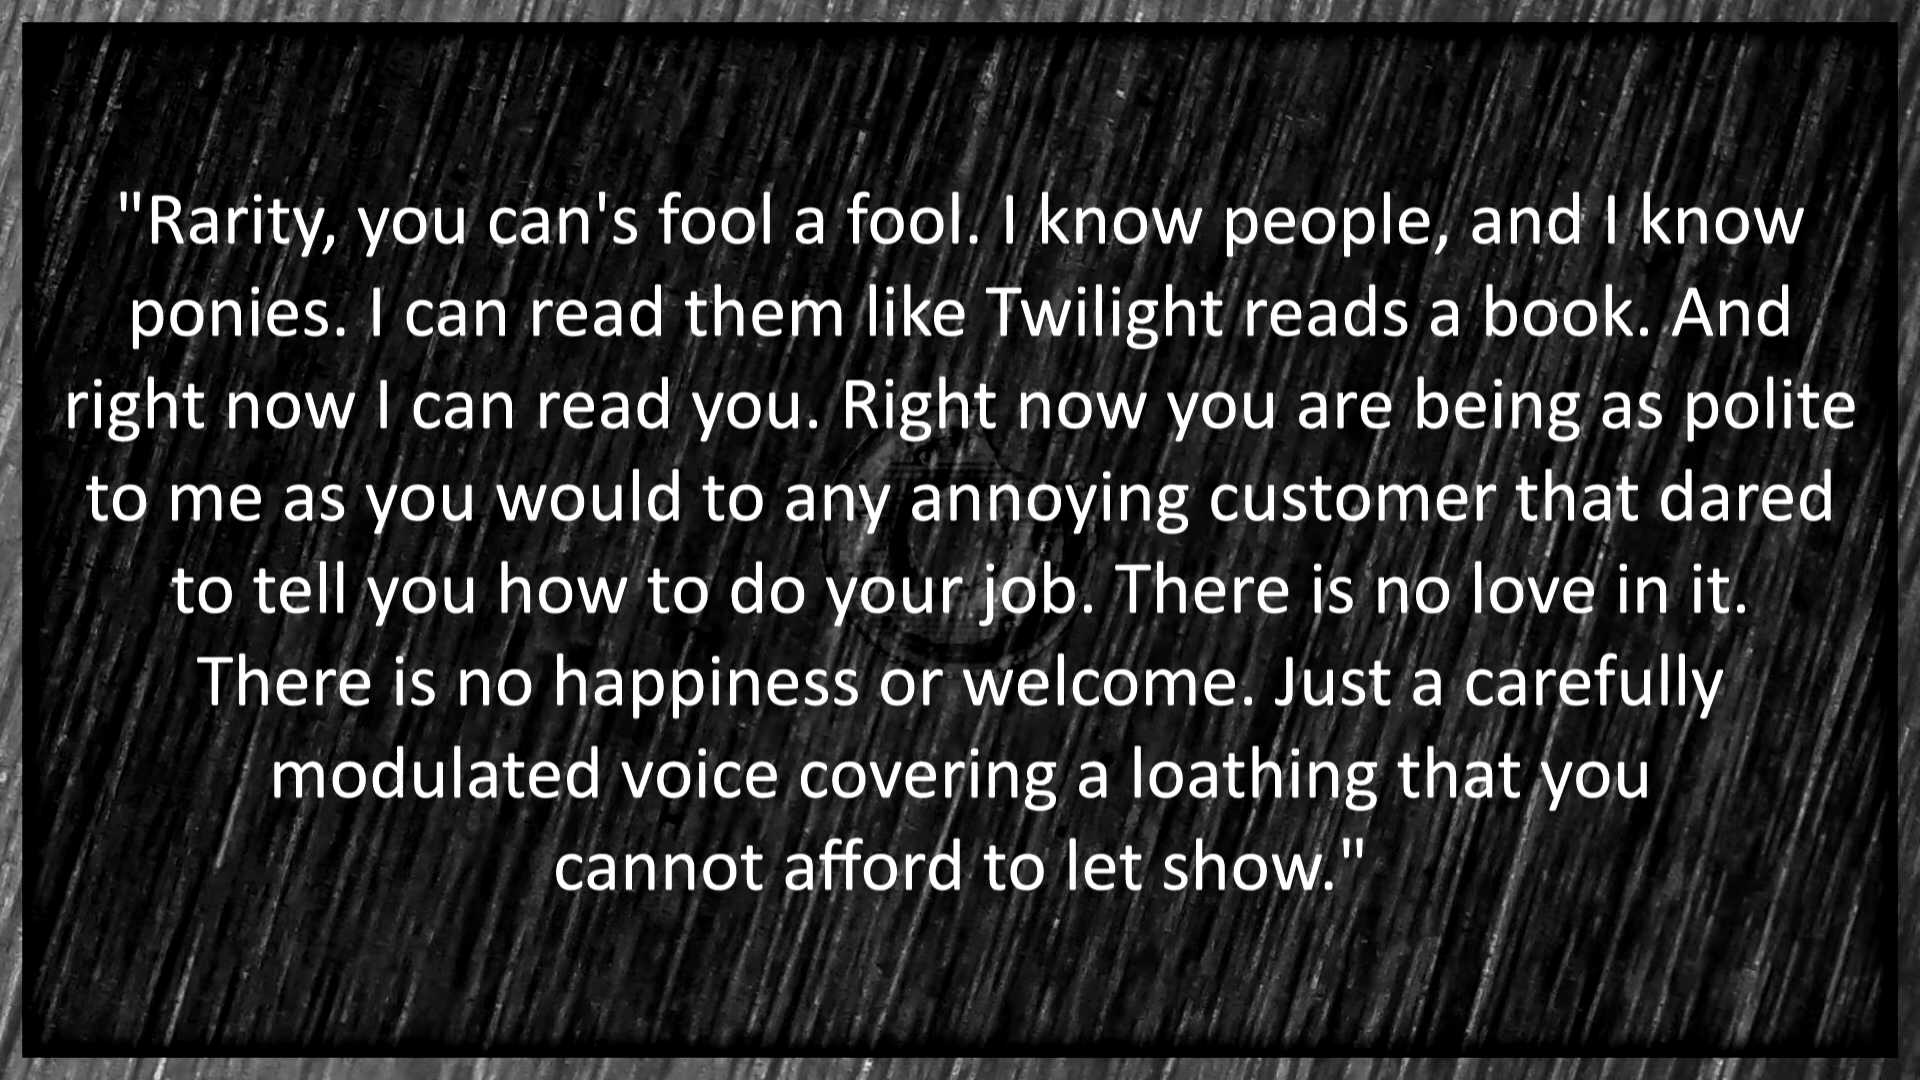 "Rarity, you can's fool a fool. I know people, and I know
ponies. I can read them like Twilight reads a book. And
right now I can read you. Right now you are being as polite
to me as you would to any annoying customer that dared
to tell you how to do your job. There is no love in it.
There is no happiness or welcome. Just a carefully
modulated voice covering a loathing that you
cannot afford to let show."